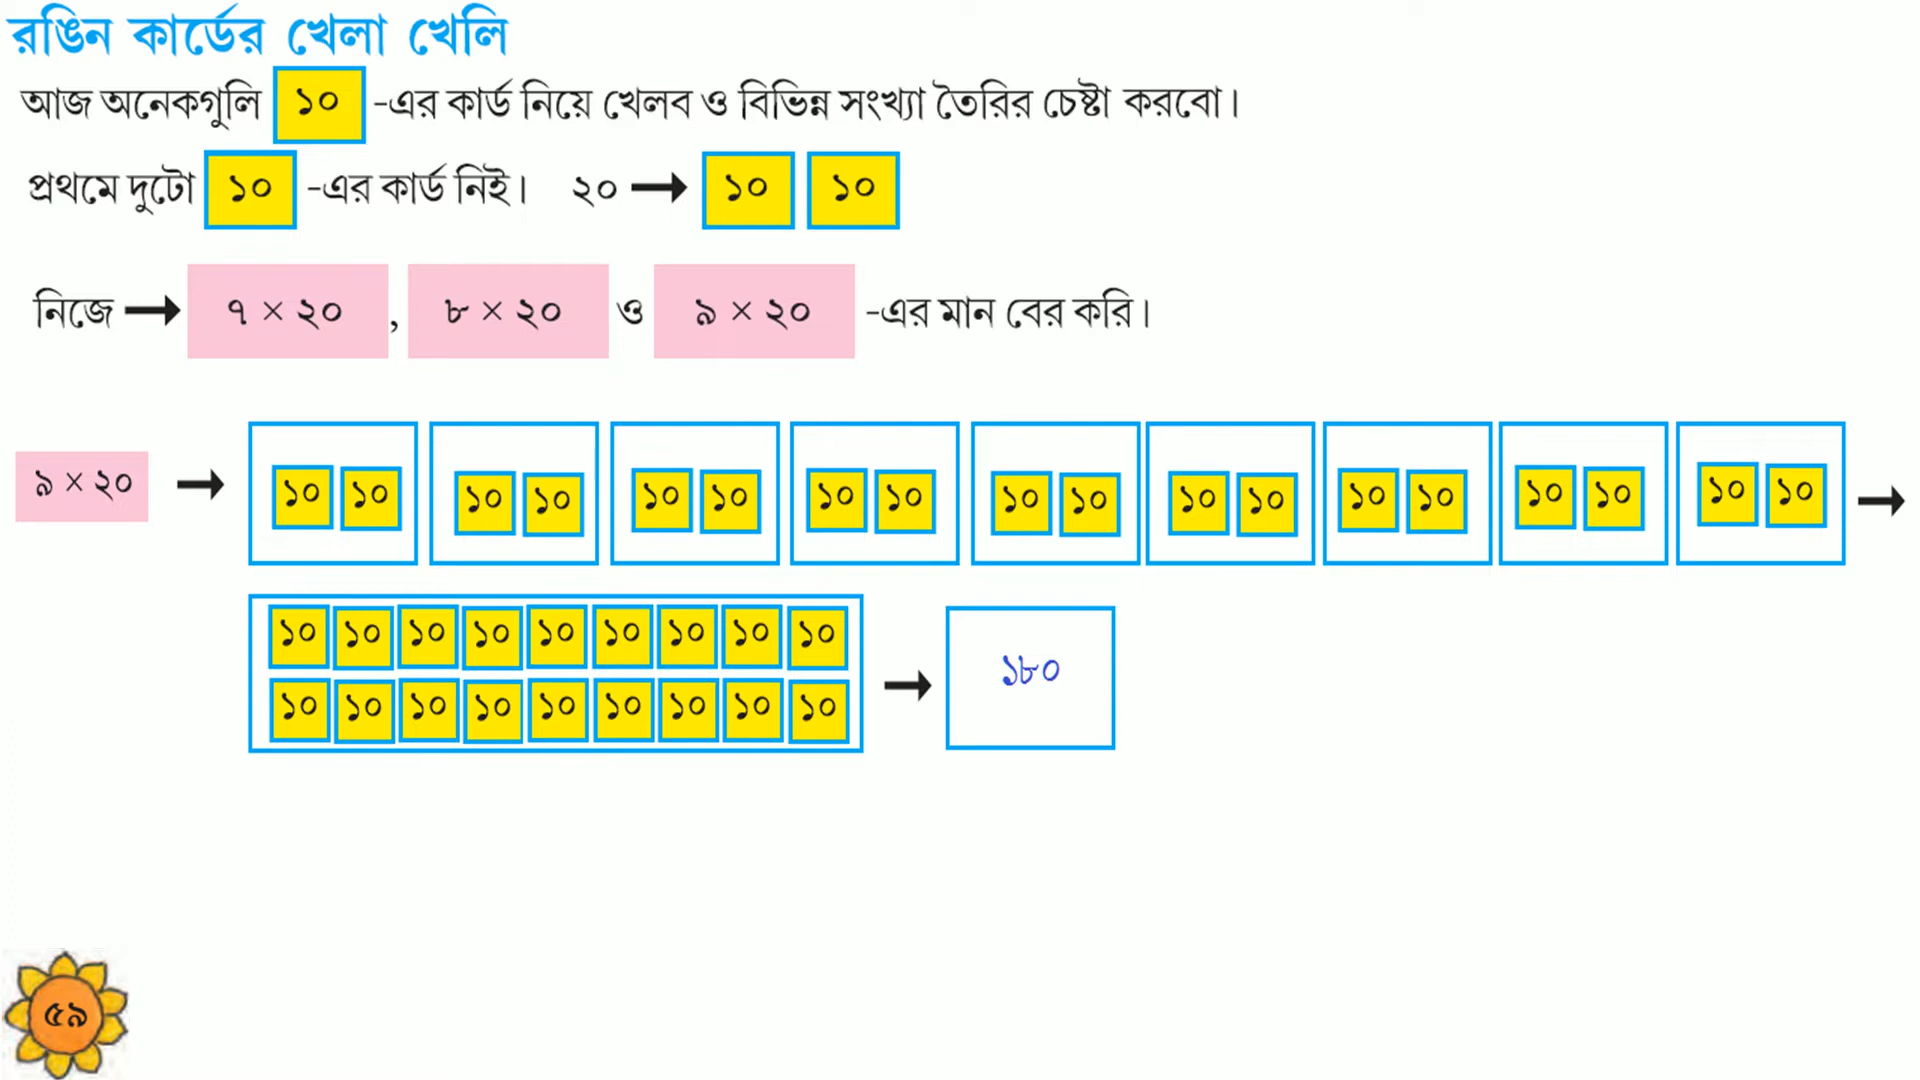 রঙিন কার্ডের খেলা খেলি
আজ অনেকগুলি ১০ -এর কার্ড নিয়ে খেলব ও বিভিন্ন সংখ্যা তৈরির চেষ্টা করবো।
প্রথমে দুটো ১০ -এর কার্ড নিই। ২০ → ১০ ১০
নিজে → ৭ × ২০ , ৮ × ২০ ও ৯ × ২০ -এর মান বের করি।
৯ × ২০ → ১০ ১০ ১০ ১০ ১০ ১০ ১০ ১০ ১০ ১০ ১০ ১০ ১০ ১০ ১০ ১০ ১০ ১০ →
১০ ১০ ১০ ১০ ১০ ১০ ১০ ১০ ১০
১০ ১০ ১০ ১০ ১০ ১০ ১০ ১০ ১০ → ১৮০
৫৯